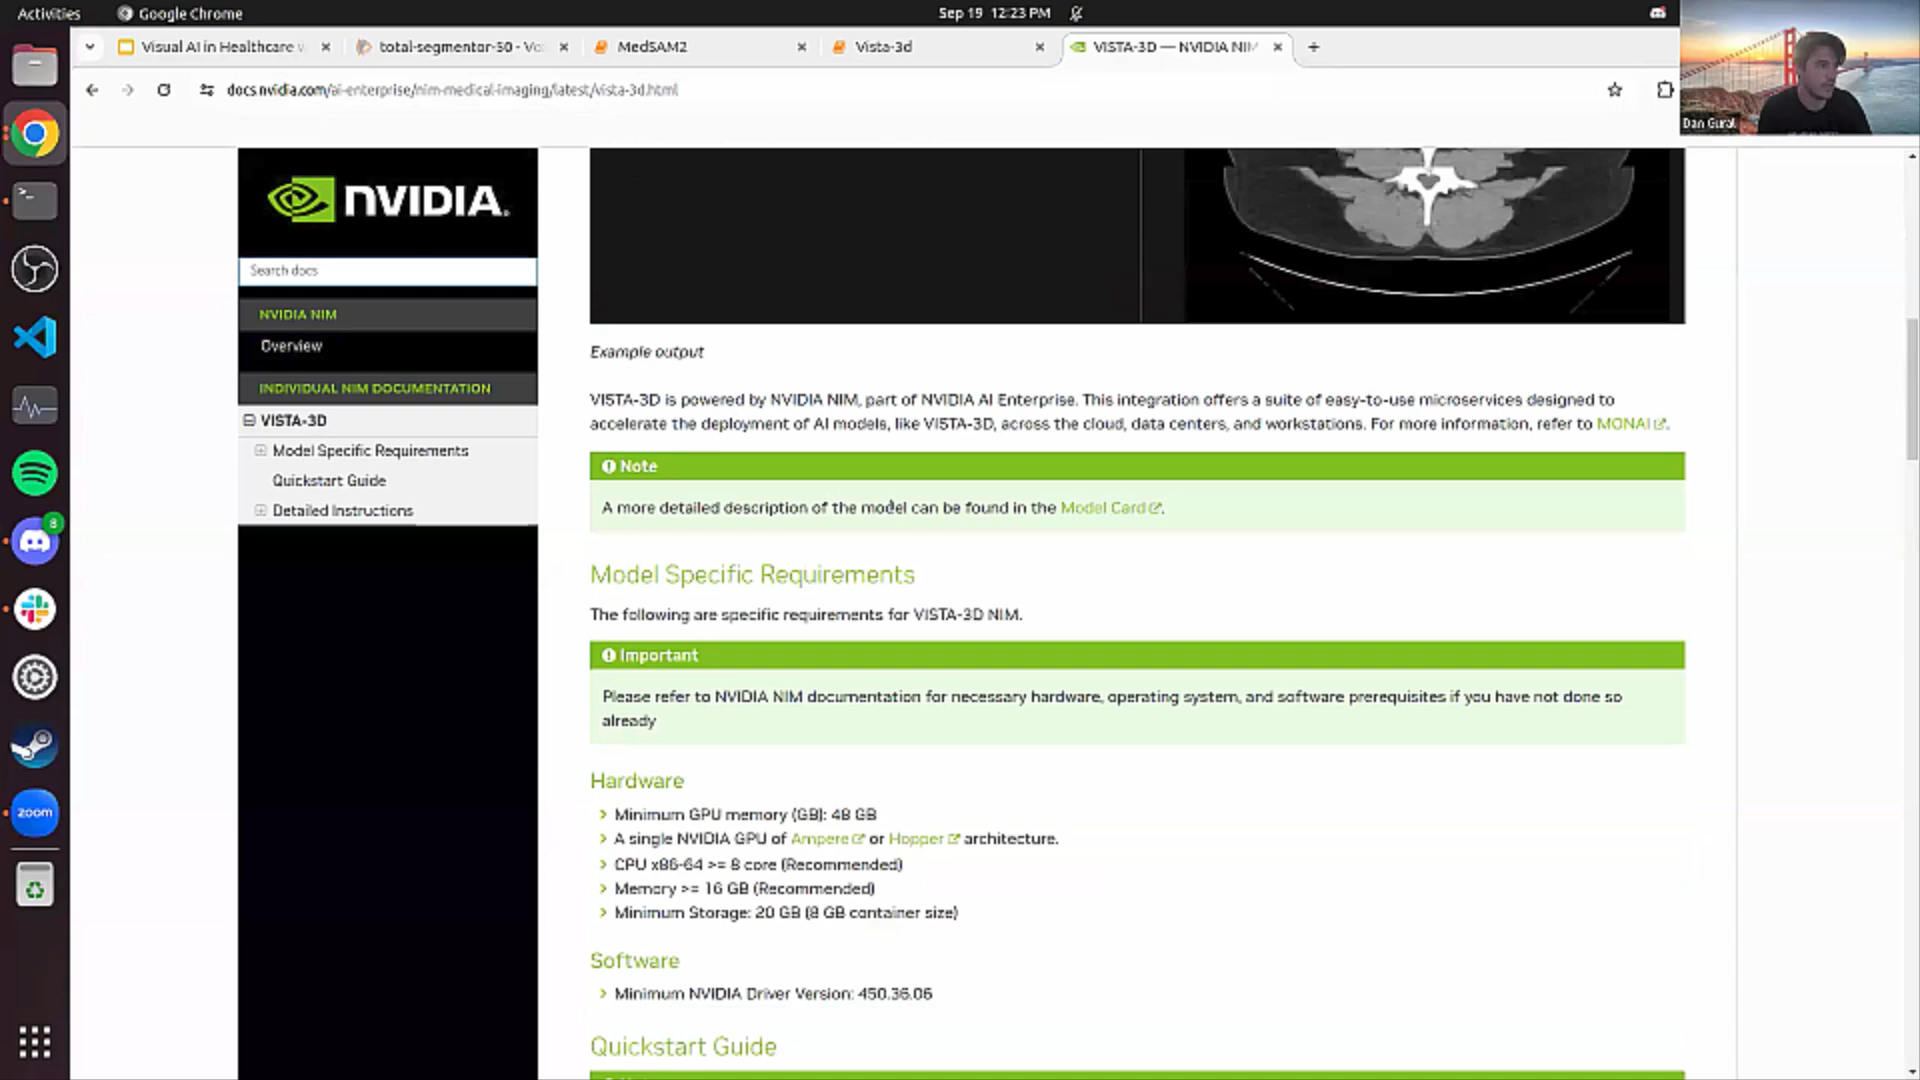 Activities
Google Chrome
Sep 19 12:23 PM
Visual AI in Healthcare
total-segmentor-50 - Vo
MedSAM2
Vista-3d
VISTA-3D — NVIDIA NIM
docs.nvidia.com/ai-enterprise/nim-medical-imaging/latest/vista-3d.html
Dan Gural
NVIDIA.
Search docs
NVIDIA NIM
Overview
INDIVIDUAL NIM DOCUMENTATION
VISTA-3D
Model Specific Requirements
Quickstart Guide
Detailed Instructions
8
zoom
Example output
VISTA-3D is powered by NVIDIA NIM, part of NVIDIA AI Enterprise. This integration offers a suite of easy-to-use microservices designed to
accelerate the deployment of AI models, like VISTA-3D, across the cloud, data centers, and workstations. For more information, refer to MONAI.
Note
A more detailed description of the model can be found in the Model Card.
Model Specific Requirements
The following are specific requirements for VISTA-3D NIM.
Important
Please refer to NVIDIA NIM documentation for necessary hardware, operating system, and software prerequisites if you have not done so
already
Hardware
Minimum GPU memory (GB): 48 GB
A single NVIDIA GPU of Ampere or Hopper architecture.
CPU x86-64 >= 8 core (Recommended)
Memory >= 16 GB (Recommended)
Minimum Storage: 20 GB (8 GB container size)
Software
Minimum NVIDIA Driver Version: 450.36.06
Quickstart Guide